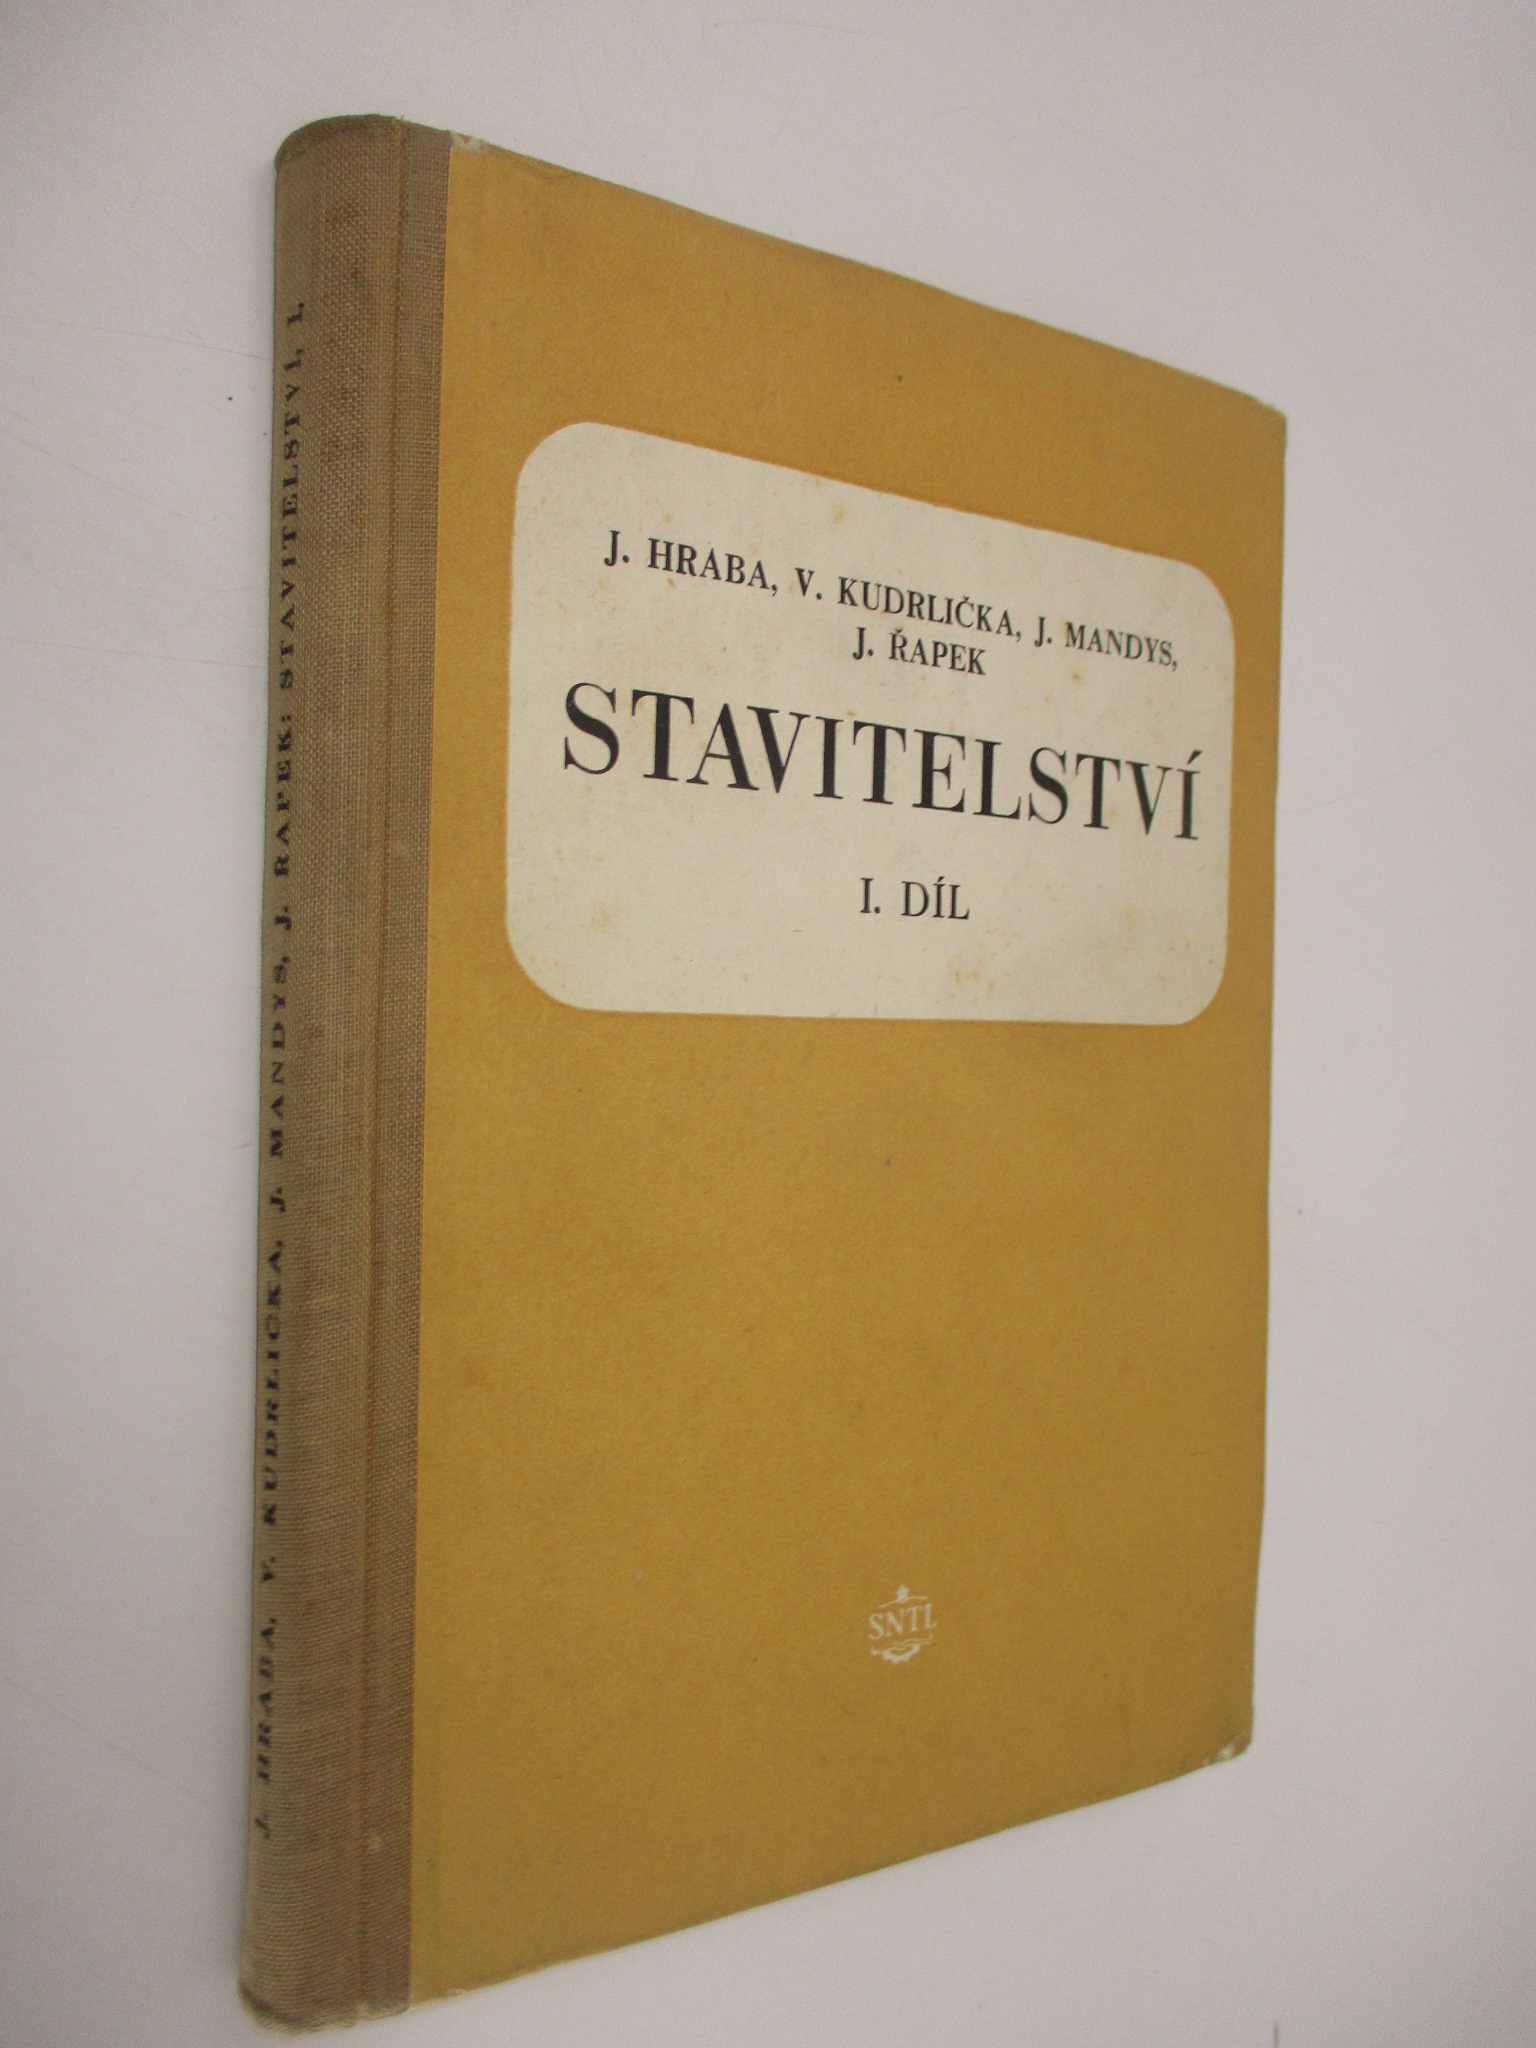 J. HRABA, V. KUDRLIČKA, J. MANDYS, J. ŘAPEK: STAVITELSTVÍ, I.
J. HRABA, V. KUDRLIČKA, J. MANDYS,
J. ŘAPEK
STAVITELSTVÍ
I. DÍL
SNTL